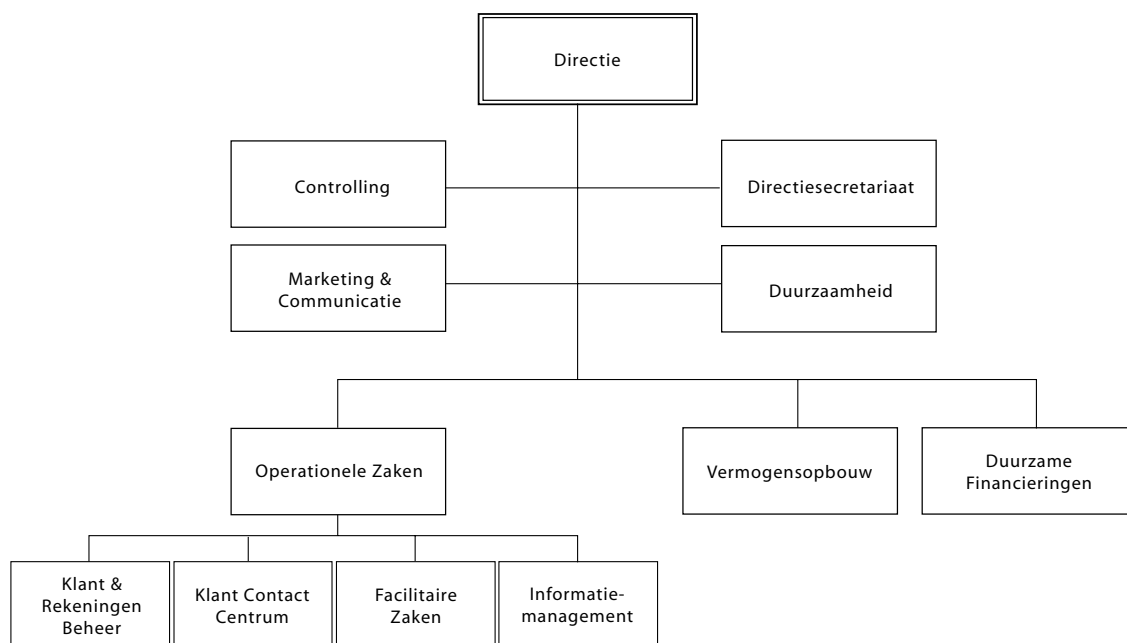 Directie
Controlling
Directiesecretariaat
Marketing &
Communicatie
Duurzaamheid
Operationele Zaken
Vermogensopbouw
Duurzame
Financieringen
Klant &
Rekeningen
Beheer
Klant Contact
Centrum
Facilitaire
Zaken
Informatie-
management